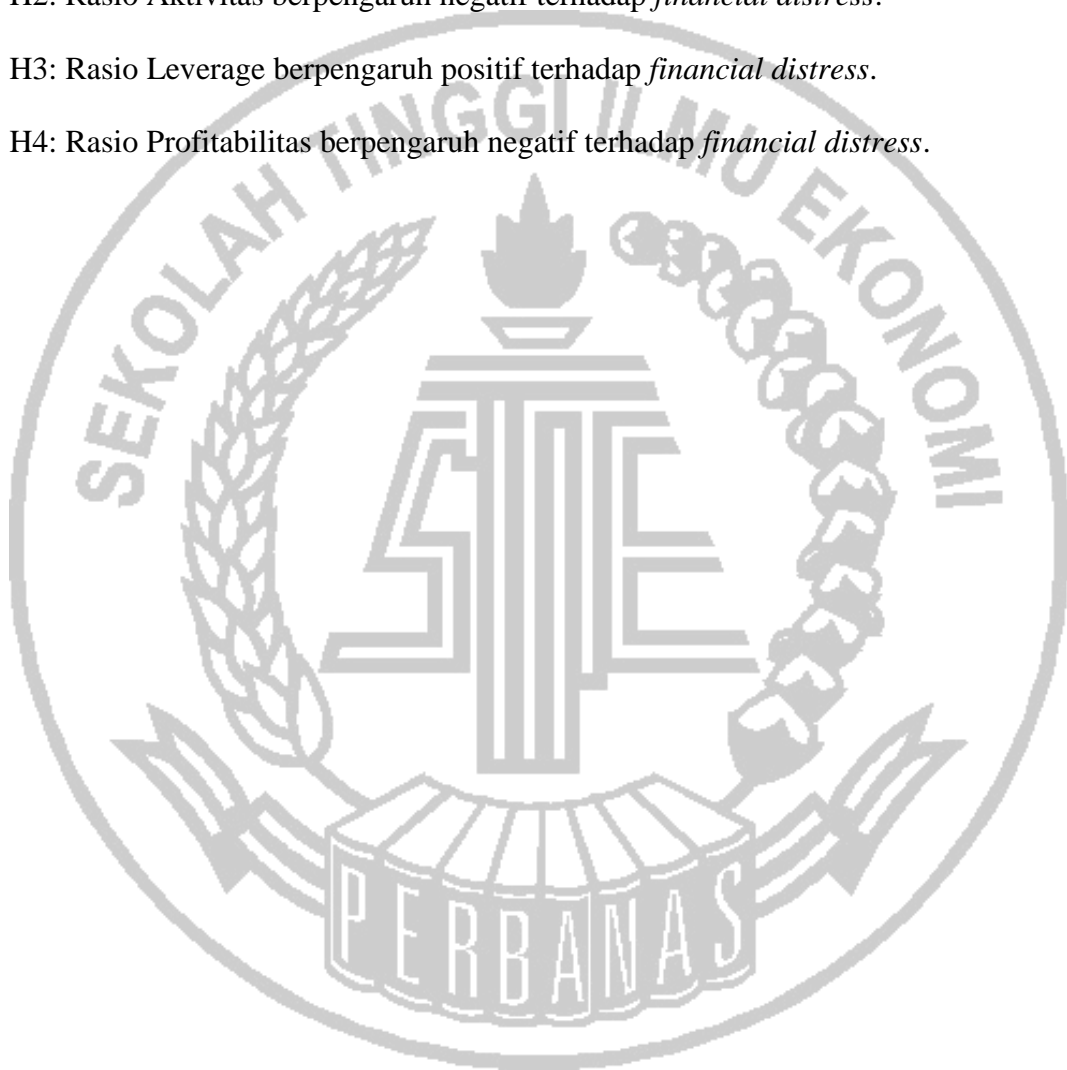 H2: Rasio Aktivitas berpengaruh negatif terhadap financial distress.
H3: Rasio Leverage berpengaruh positif terhadap financial distress.
H4: Rasio Profitabilitas berpengaruh negatif terhadap financial distress.
SEKOLAH TINGGI ILMU EKONOMI
PERBANAS